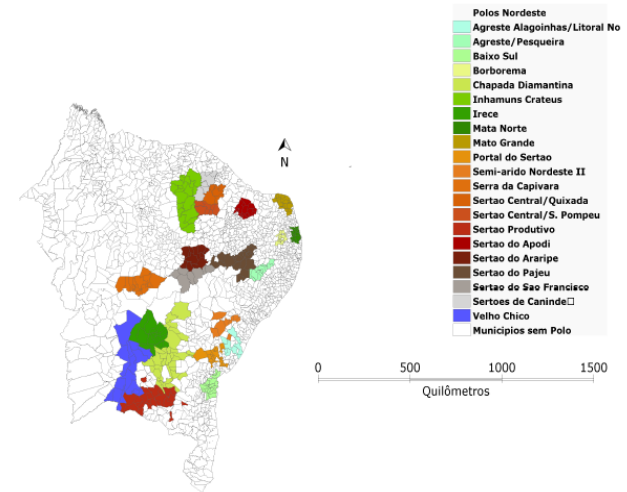 Polos Nordeste
Agreste Alagoinhas/Litoral No
Agreste/Pesqueira
Baixo Sul
Borborema
Chapada Diamantina
Inhamuns Crateus
Irece
Mata Norte
Mato Grande
Portal do Sertao
Semi-arido Nordeste II
Serra da Capivara
Sertao Central/Quixada
Sertao Central/S. Pompeu
Sertao Produtivo
Sertao do Apodi
Sertao do Araripe
Sertao do Pajeu
Sertao do Sao Francisco
Sertoes de Caninde□
Velho Chico
Municipios sem Polo
N
0 500 1000 1500
Quilômetros